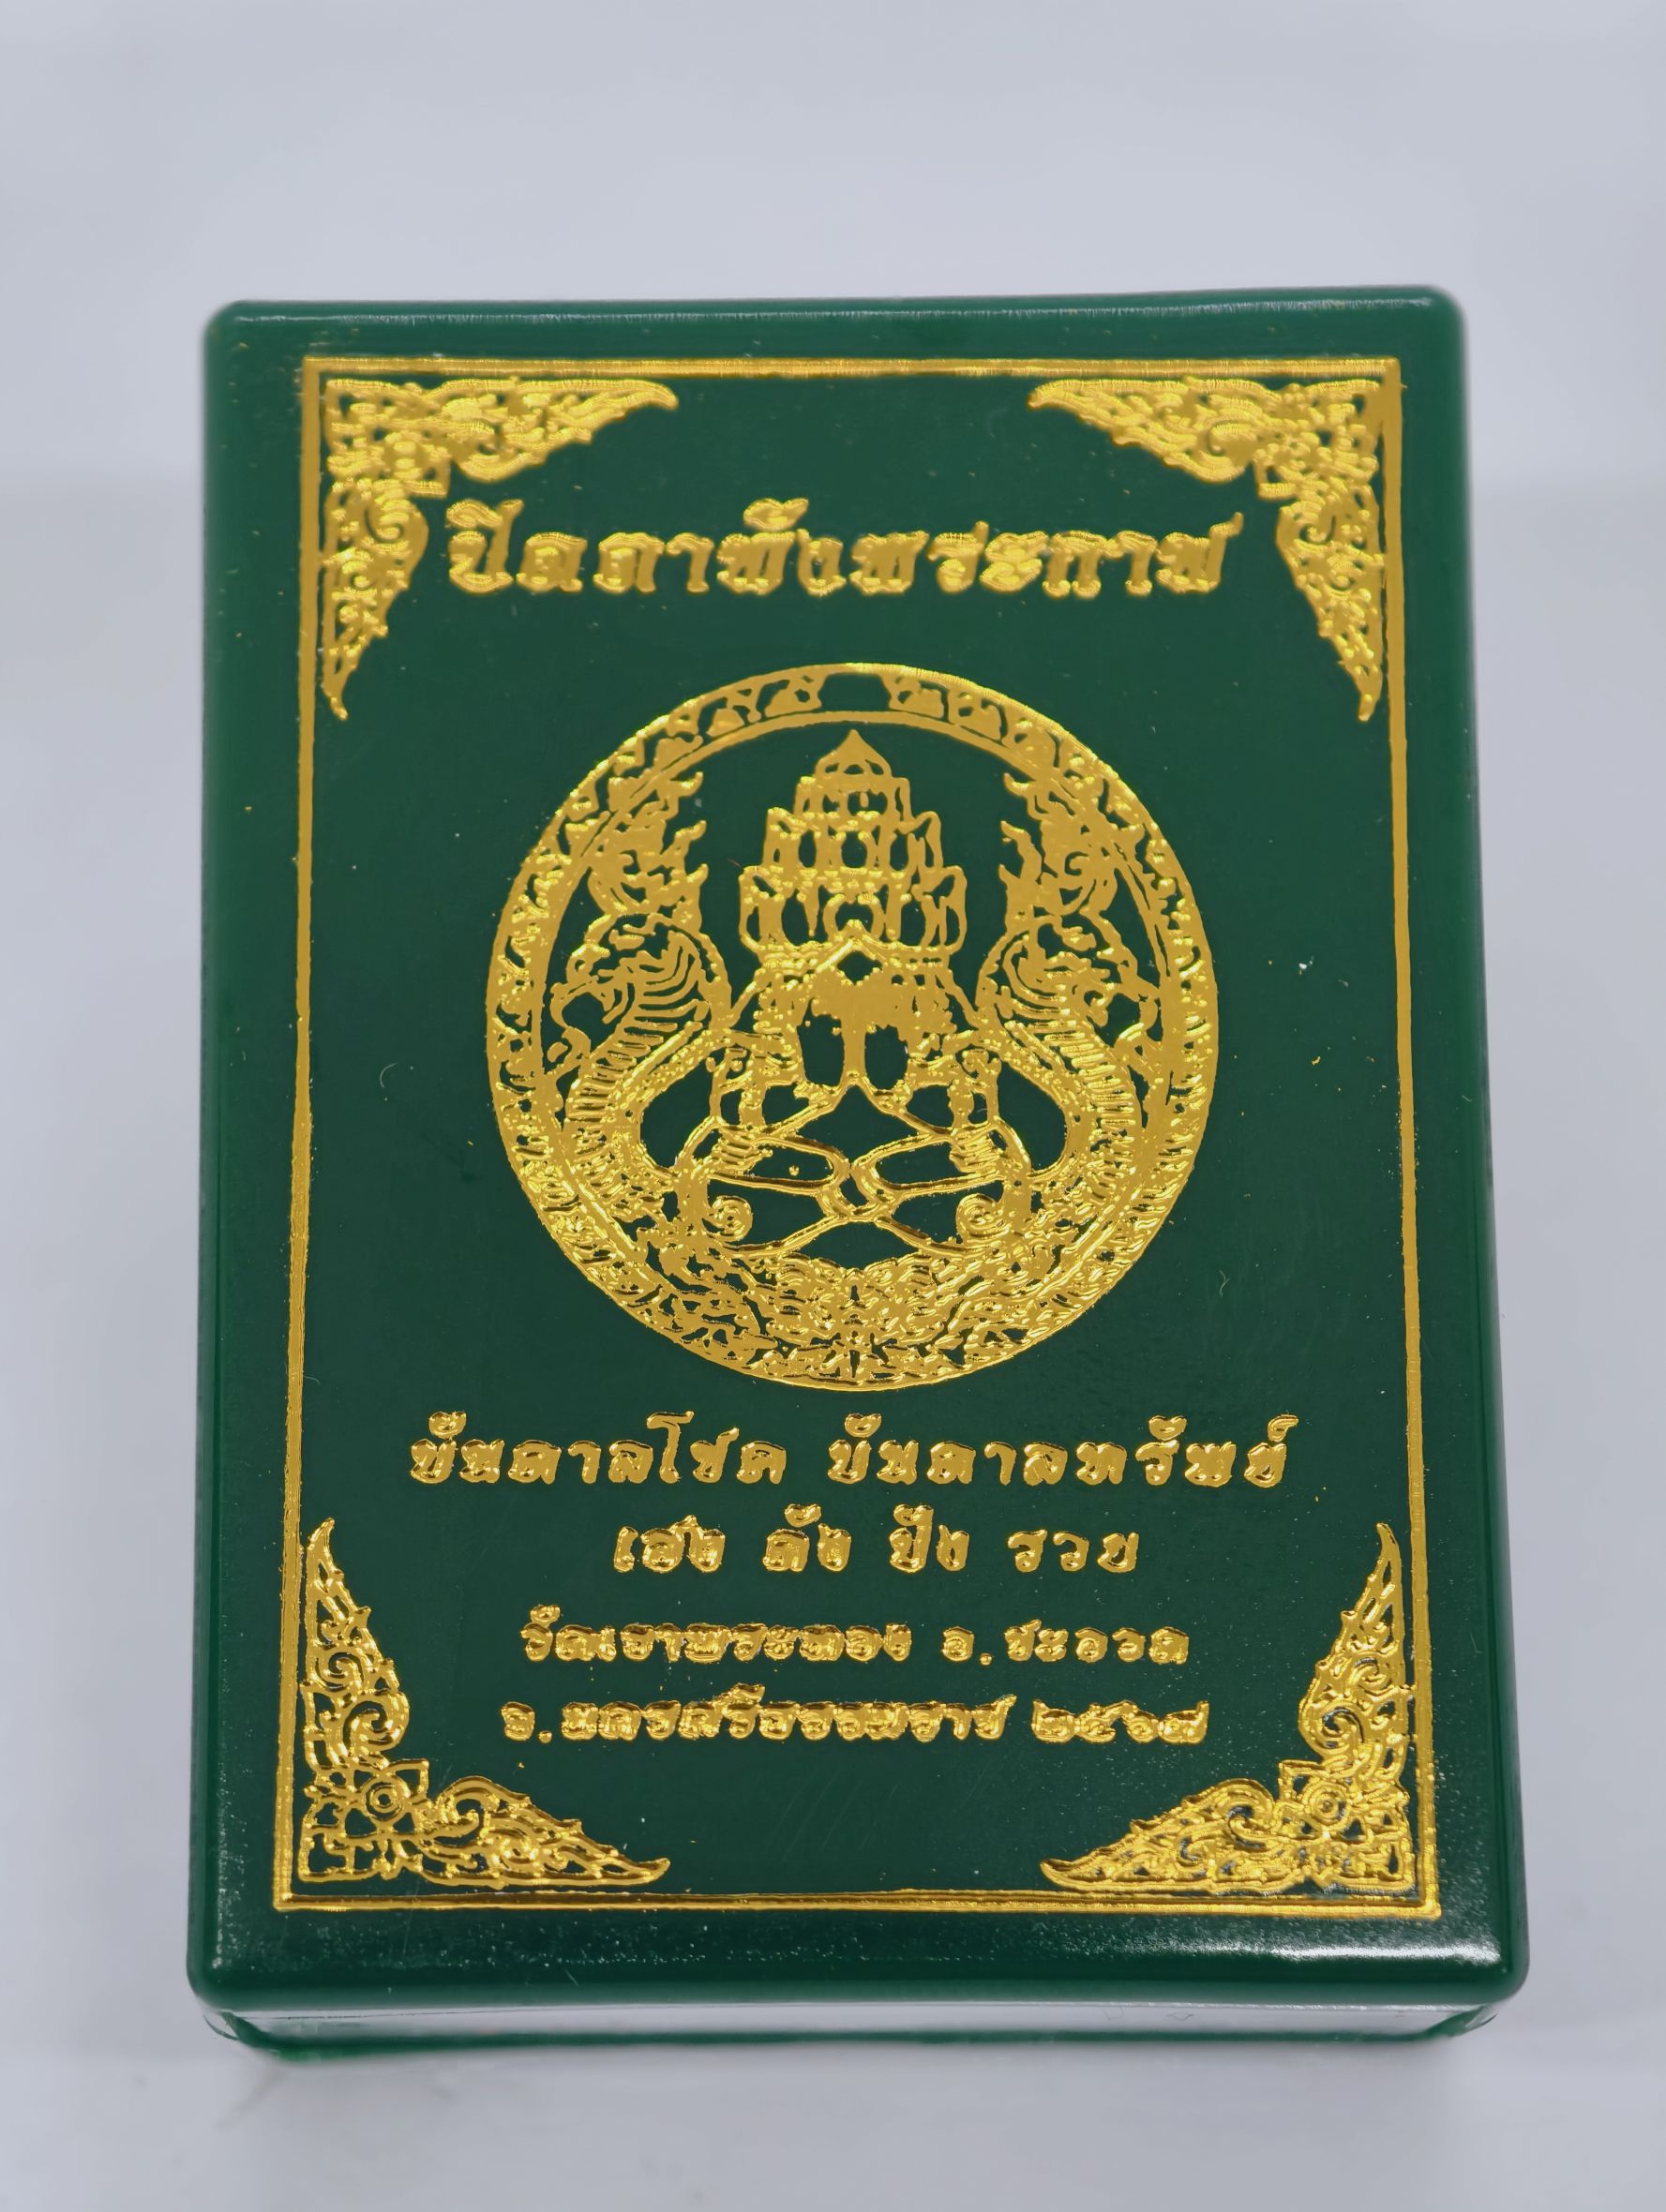 ปิดตาพังพระกาฬ
บันดาลโชค บันดาลทรัพย์
เฮง ดัง ปัง รวย
วัดเขาพระทอง อ.ชะอวด
จ.นครศรีธรรมราช ๒๕๖๗